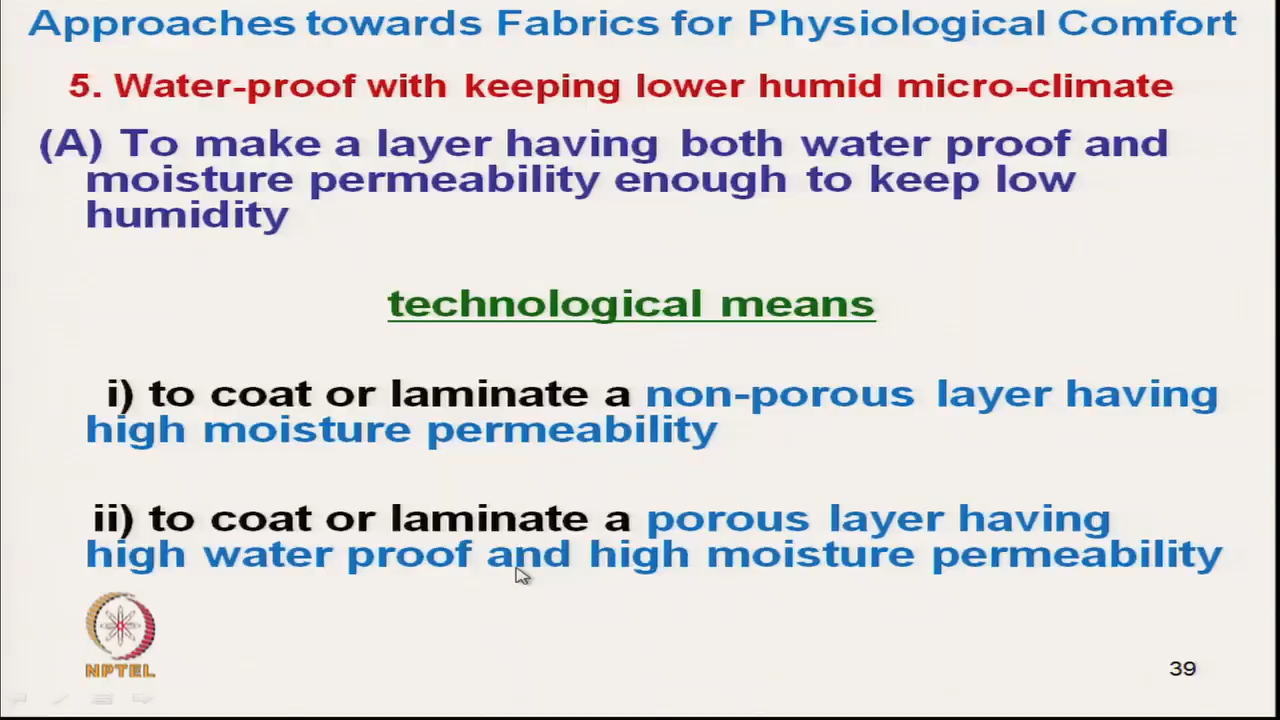 Approaches towards Fabrics for Physiological Comfort
5. Water-proof with keeping lower humid micro-climate
(A) To make a layer having both water proof and
moisture permeability enough to keep low
humidity
technological means
i) to coat or laminate a non-porous layer having
high moisture permeability
ii) to coat or laminate a porous layer having
high water proof and high moisture permeability
NPTEL
39